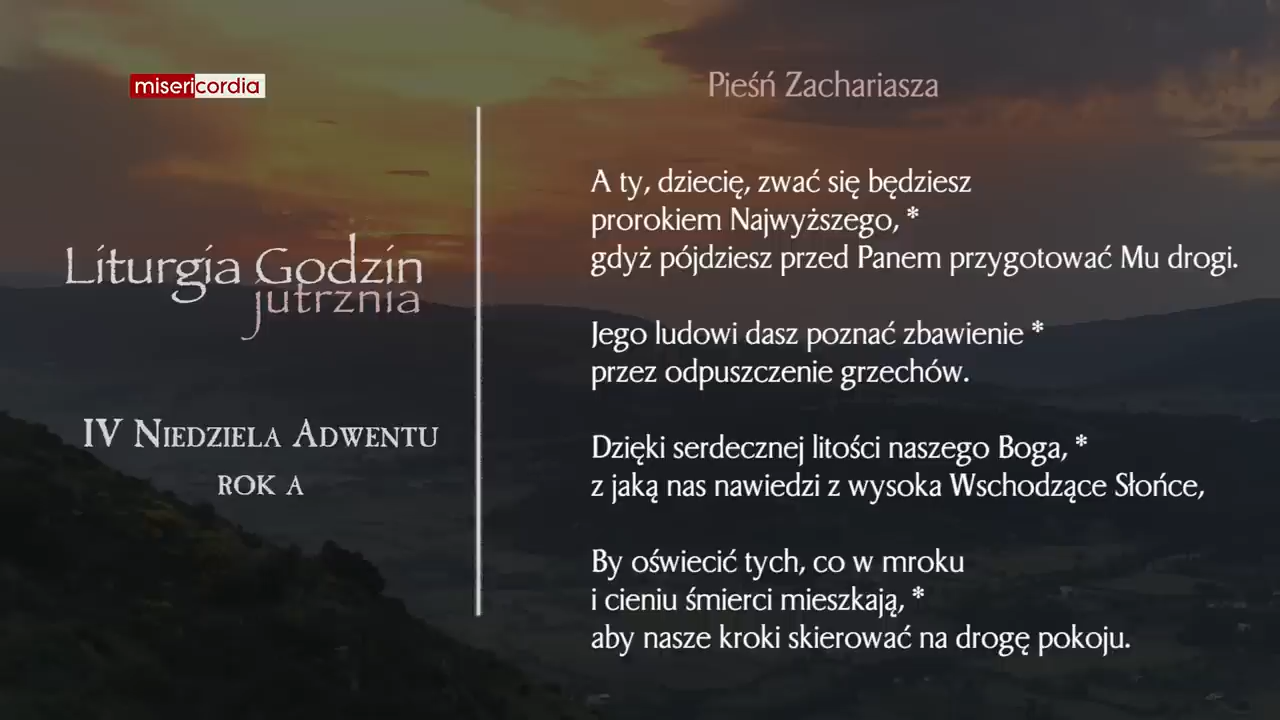 misericordia
Liturgia Godzin
jutrznia
IV Niedziela Adwentu
rok A
Pieśń Zachariasza
A ty, dziecię, zwać się będziesz
prorokiem Najwyższego, *
gdyż pójdziesz przed Panem przygotować Mu drogi.
Jego ludowi dasz poznać zbawienie *
przez odpuszczenie grzechów.
Dzięki serdecznej litości naszego Boga, *
z jaką nas nawiedzi z wysoka Wschodzące Słońce,
By oświecić tych, co w mroku
i cieniu śmierci mieszkają, *
aby nasze kroki skierować na drogę pokoju.